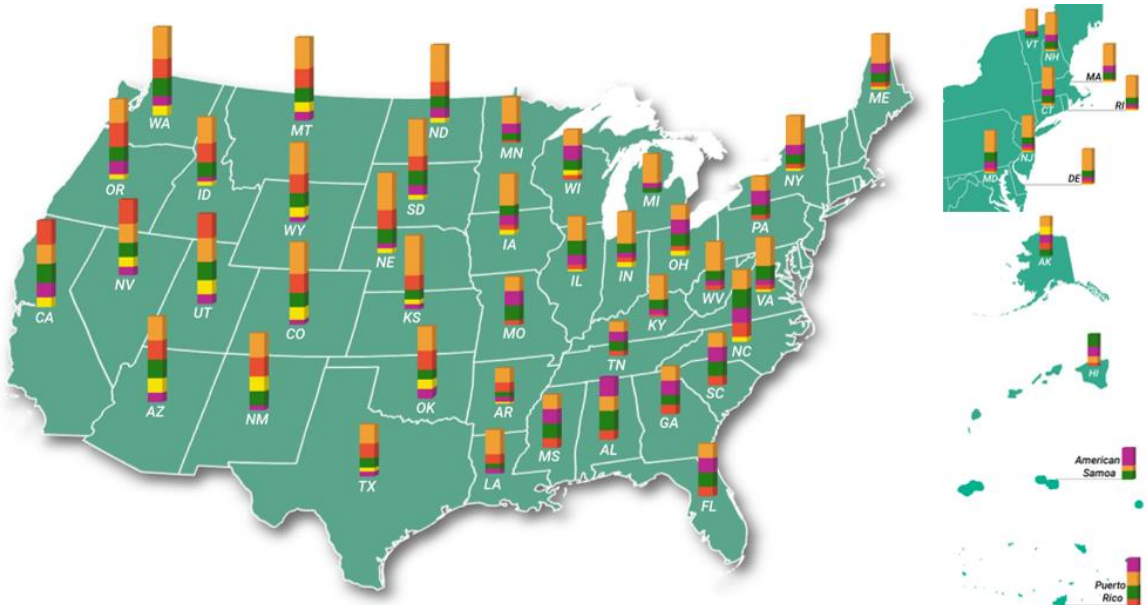 WA
MT
ND
MN
OR
ID
WY
SD
WI
MI
NY
ME
CA
NV
UT
CO
NE
KS
IA
MO
IL
IN
OH
PA
WV
VA
KY
TN
NC
SC
AZ
NM
OK
AR
TX
LA
MS
AL
GA
FL
VT
NH
MA
CT
RI
NJ
MD
DE
AK
HI
American
Samoa
Puerto
Rico